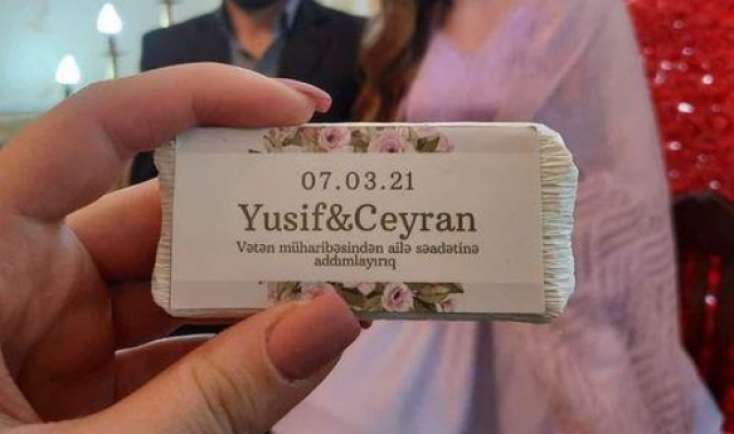 07.03.21
Yusif&Ceyran
Vətən müharibəsindən ailə səadətinə
addımlayırıq